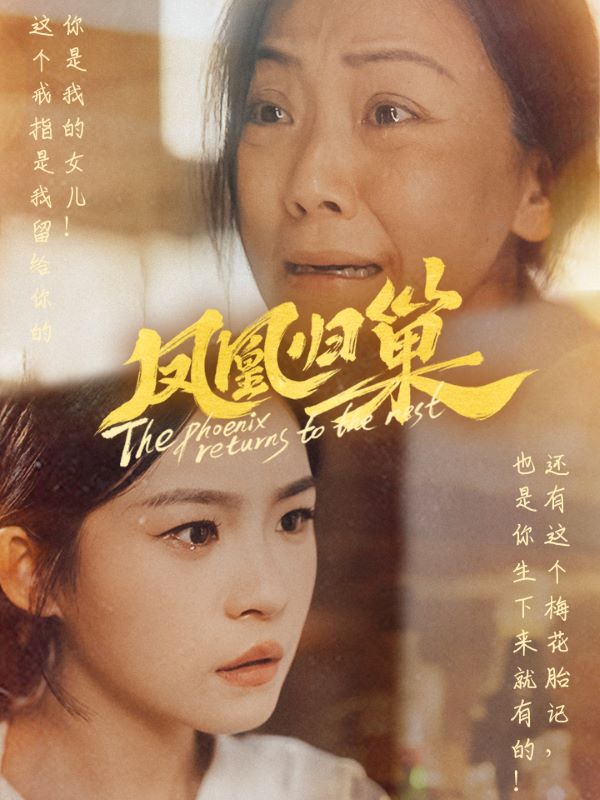 你是我的女儿！
这个戒指是我留给你的
凤凰归巢
The phoenix
returns to the nest
还有这个梅花胎记，
也是你生下来就有的！